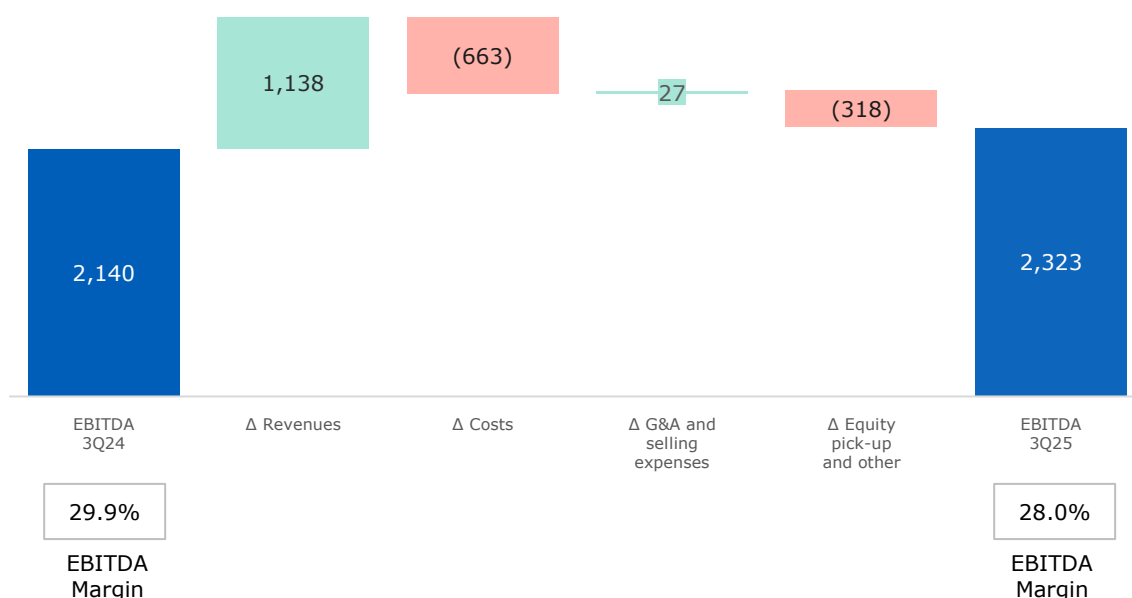 1,138
(663)
27
(318)
2,140
2,323
EBITDA
3Q24
Δ Revenues
Δ Costs
Δ G&A and
selling
expenses
Δ Equity
pick-up
and other
EBITDA
3Q25
29.9%
28.0%
EBITDA
Margin
EBITDA
Margin